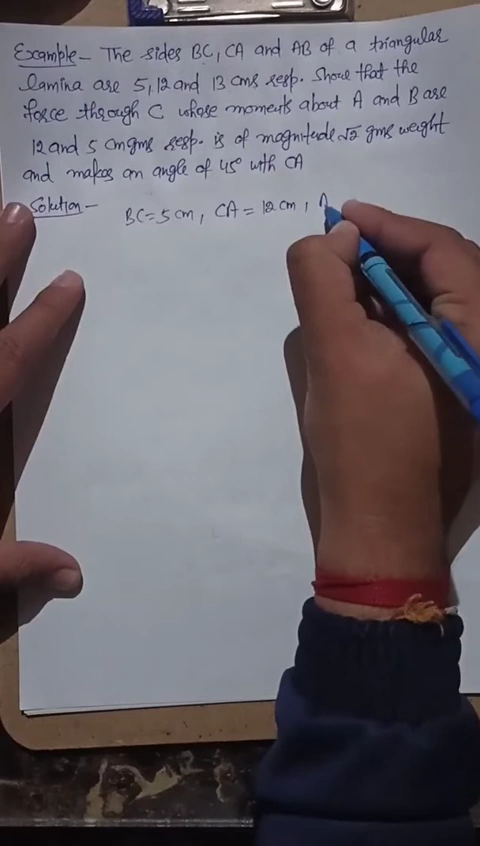 Example - The sides BC, CA and AB of a triangular
lamina are 5, 12 and 13 cms resp. Show that the
force through C whose moments about A and B are
12 and 5 cmgms resp. is of magnitude √2 gms weight
and makes an angle of 45° with CA
Solution -
BC = 5 cm, CA = 12 cm, A